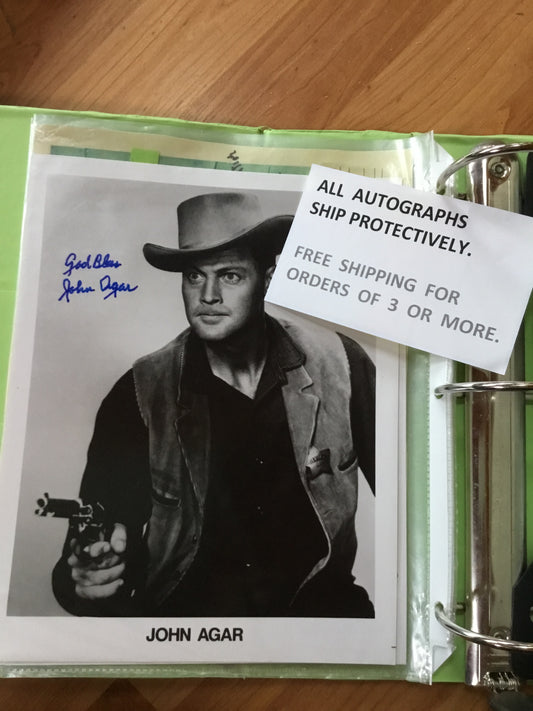 God Bless
John Agar
ALL AUTOGRAPHS
SHIP PROTECTIVELY.
FREE SHIPPING FOR
ORDERS OF 3 OR MORE.
JOHN AGAR